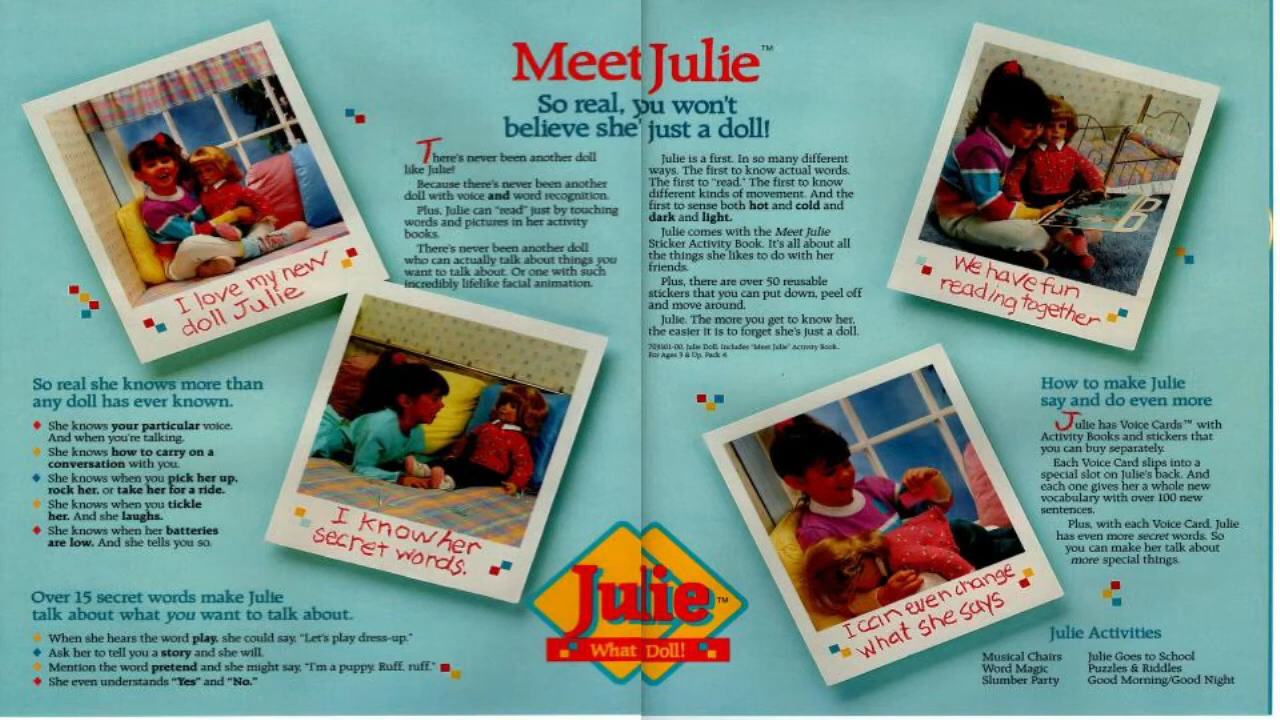 Meet Julie™
So real, you won't
believe she' just a doll!
There's never been another doll
like Julie!
Because there's never been another
doll with voice and word recognition.
Plus, Julie can "read" just by touching
words and pictures in her activity
books.
There's never been another doll
who can actually talk about things you
want to talk about. Or one with such
incredibly lifelike facial animation.
Julie is a first. In so many different
ways. The first to know actual words.
The first to "read." The first to know
different kinds of movement. And the
first to sense both hot and cold and
dark and light.
Julie comes with the Meet Julie
Sticker Activity Book. It's all about all
the things she likes to do with her
friends.
Plus, there are over 50 reusable
stickers that you can put down, peel off
and move around.
Julie. The more you get to know her,
the easier it is to forget she's just a doll.
Julie Doll. Includes "Meet Julie" Activity Book.
For Ages 3 & Up. Pack 4
I love my new
doll Julie
We have fun
reading together
So real she knows more than
any doll has ever known.
She knows your particular voice.
And when you're talking.
She knows how to carry on a
conversation with you.
She knows when you pick her up,
rock her, or take her for a ride.
She knows when you tickle
her. And she laughs.
She knows when her batteries
are low. And she tells you so.
I know her
secret words.
Over 15 secret words make Julie
talk about what you want to talk about.
When she hears the word play, she could say, "Let's play dress-up."
Ask her to tell you a story and she will.
Mention the word pretend and she might say, "I'm a puppy. Ruff, ruff."
She even understands "Yes" and "No."
Julie™
What Doll!
I can even change
what she says
How to make Julie
say and do even more
Julie has Voice Cards™ with
Activity Books and stickers that
you can buy separately.
Each Voice Card slips into a
special slot on Julie's back. And
each one gives her a whole new
vocabulary with over 100 new
sentences.
Plus, with each Voice Card, Julie
has even more secret words. So
you can make her talk about
more special things.
Julie Activities
Musical Chairs
Word Magic
Slumber Party
Julie Goes to School
Puzzles & Riddles
Good Morning/Good Night